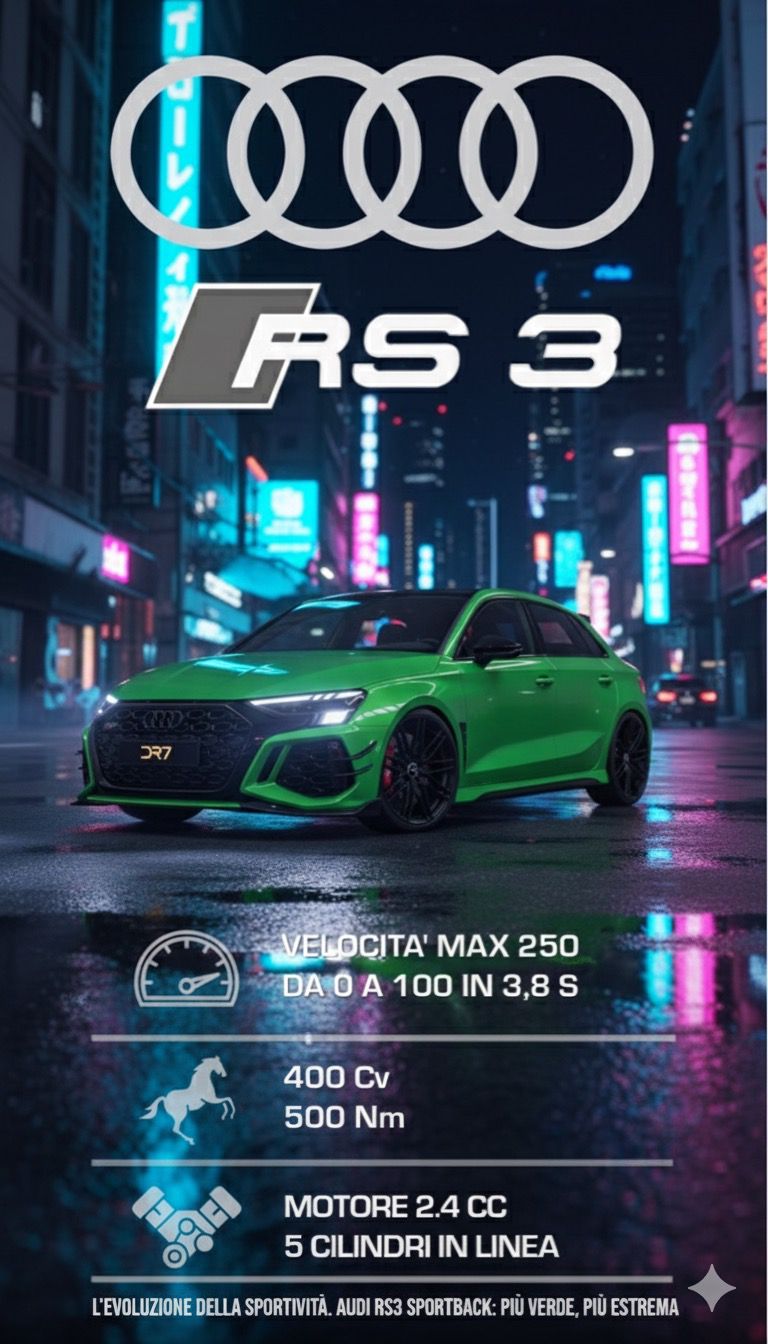 RS 3
DR7
VELOCITA' MAX 250
DA 0 A 100 IN 3,8 S
400 Cv
500 Nm
MOTORE 2.4 CC
5 CILINDRI IN LINEA
L'EVOLUZIONE DELLA SPORTIVITÀ. AUDI RS3 SPORTBACK: PIÙ VERDE, PIÙ ESTREMA